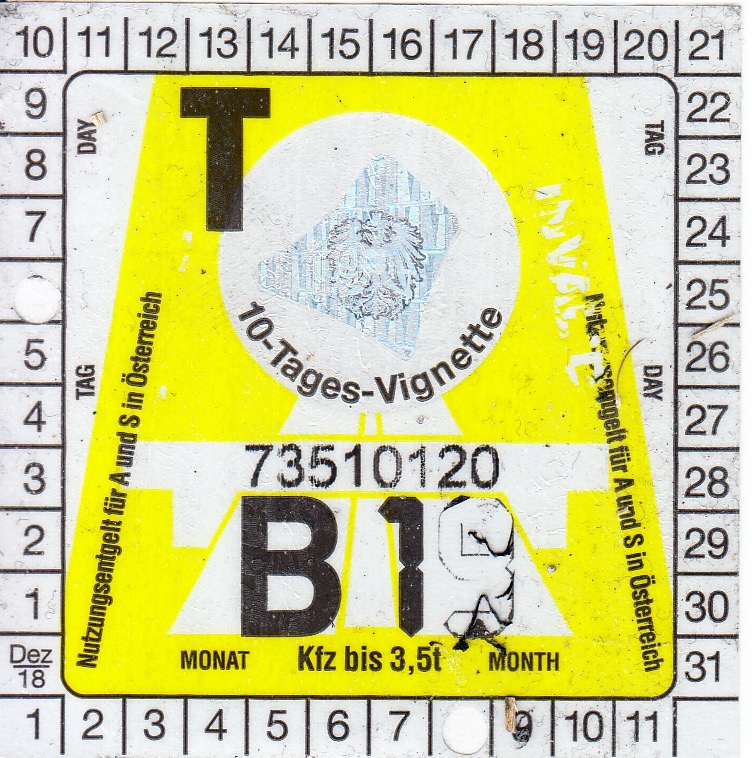 10 11 12 13 14 15 16 17 18 19 20 21
9 22
8 23
7 24
25
5 26
4 27
3 28
2 29
1 30
Dez 18 31
1 2 3 4 5 6 7 9 10 11
DAY
TAG
T
10-Tages-Vignette
Nutzungsentgelt für A und S in Österreich
TAG
DAY
für A und S in Österreich
73510120
B 1
MONAT Kfz bis 3,5t MONTH